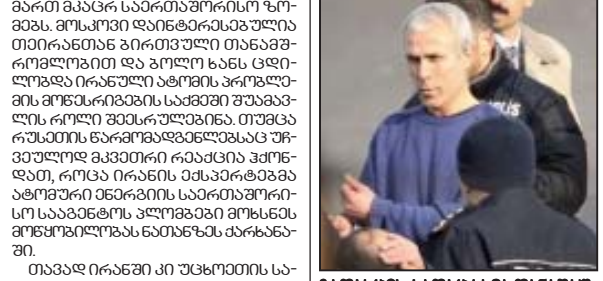 მართ მკაცრ საერთაშორისო ზო-
მებს. მოსკოვი დაინტერესებულია
თეირანთან ბირთვული თანამშ-
რომლობით და ბოლო ხანს ცდი-
ლობდა ირანული ატომის პრობლე-
მის მოწესრიგების საქმეში შუამავ-
ლის როლი შეესრულებინა. თუმცა
რუსეთის წარმომადგენლებსაც უჩ-
ვეულოდ მკვეთრი რეაქცია ჰქონ-
დათ, როცა ირანის ექსპერტებმა
ატომური ენერგიის საერთაშორი-
სო სააგენტოს პლომბები მოხსნეს
მოწყობილობას ნათანზეს ქარხანა-
ში.
თავად ირანში კი უცხოეთის სა-